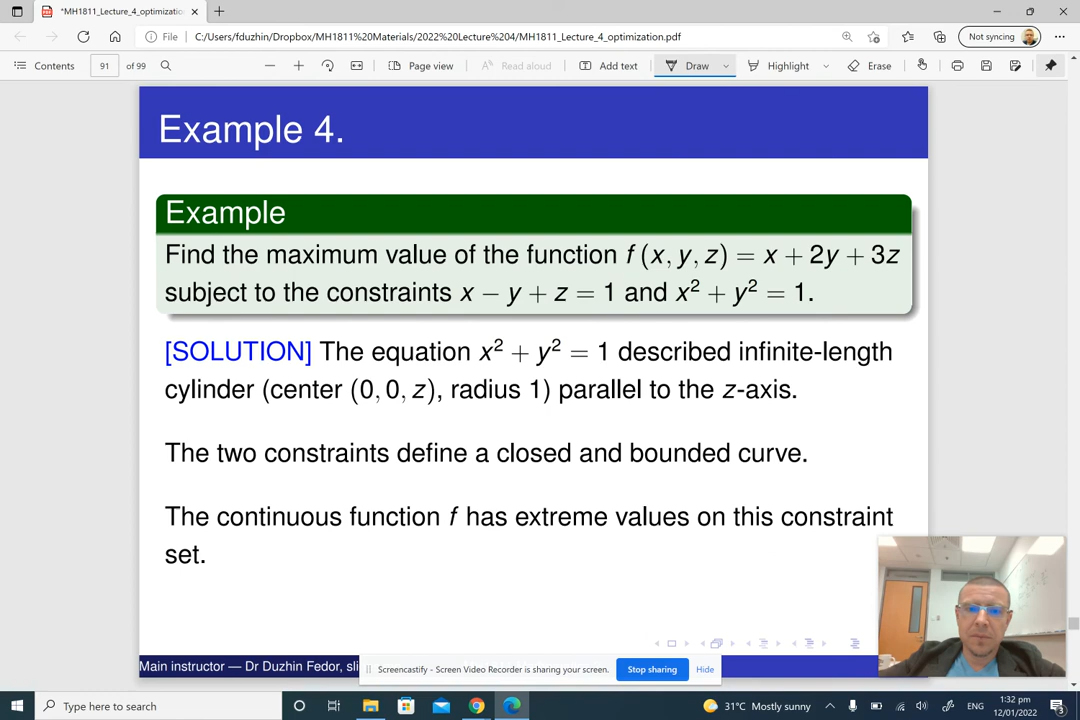 *MH1811_Lecture_4_optimizatio
File
C:/Users/fduzhin/Dropbox/MH1811%20Materials/2022%20Lecture%204/MH1811_Lecture_4_optimization.pdf
Not syncing
Contents
91
of 99
Page view
Read aloud
Add text
Draw
Highlight
Erase
Example 4.
Example
Find the maximum value of the function f (x, y, z) = x + 2y + 3z
subject to the constraints x − y + z = 1 and x² + y² = 1.
[SOLUTION] The equation x² + y² = 1 described infinite-length
cylinder (center (0, 0, z), radius 1) parallel to the z-axis.
The two constraints define a closed and bounded curve.
The continuous function f has extreme values on this constraint
set.
Main instructor — Dr Duzhin Fedor, sli
Screencastify - Screen Video Recorder is sharing your screen.
Stop sharing
Hide
Type here to search
31°C Mostly sunny
ENG
1:32 pm
12/01/2022
3